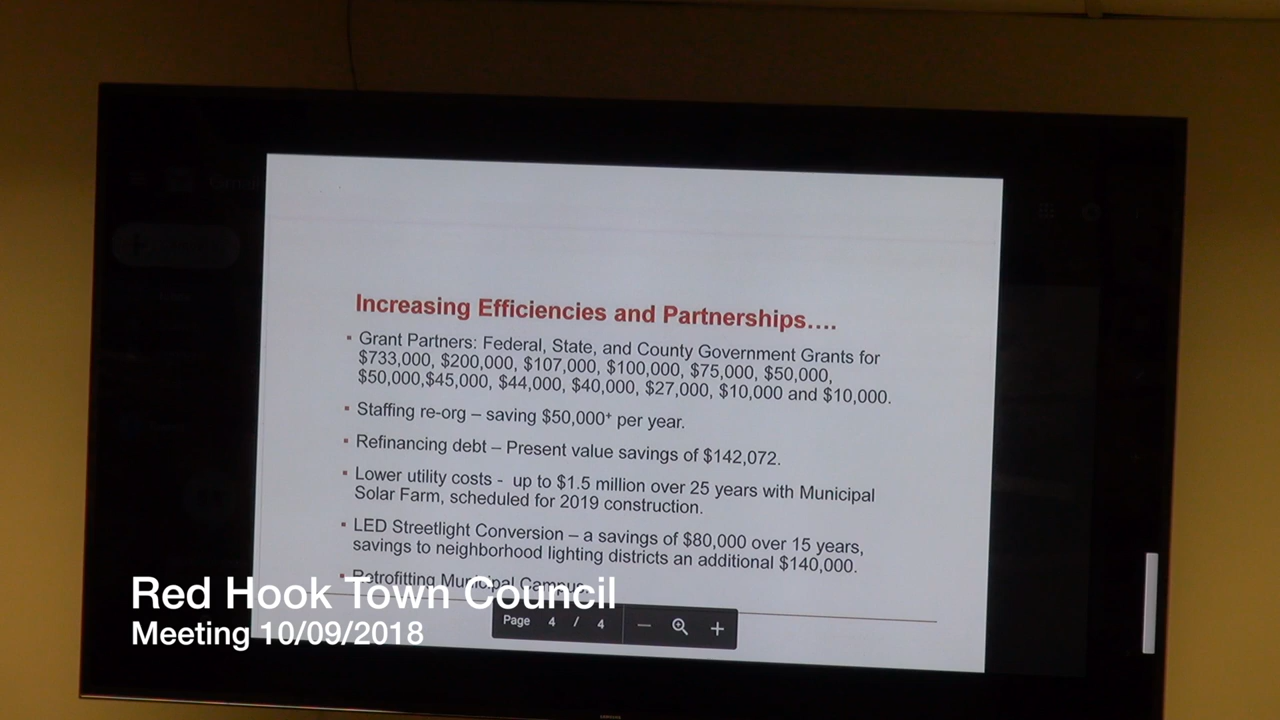 Increasing Efficiencies and Partnerships....
▪ Grant Partners: Federal, State, and County Government Grants for
$733,000, $200,000, $107,000, $100,000, $75,000, $50,000,
$50,000,$45,000, $44,000, $40,000, $27,000, $10,000 and $10,000.
▪ Staffing re-org – saving $50,000+ per year.
▪ Refinancing debt – Present value savings of $142,072.
▪ Lower utility costs - up to $1.5 million over 25 years with Municipal
Solar Farm, scheduled for 2019 construction.
▪ LED Streetlight Conversion – a savings of $80,000 over 15 years,
savings to neighborhood lighting districts an additional $140,000.
▪ Retrofitting Municipal Campus.
Red Hook Town Council
Meeting 10/09/2018
Page 4 / 4
SAMSUNG